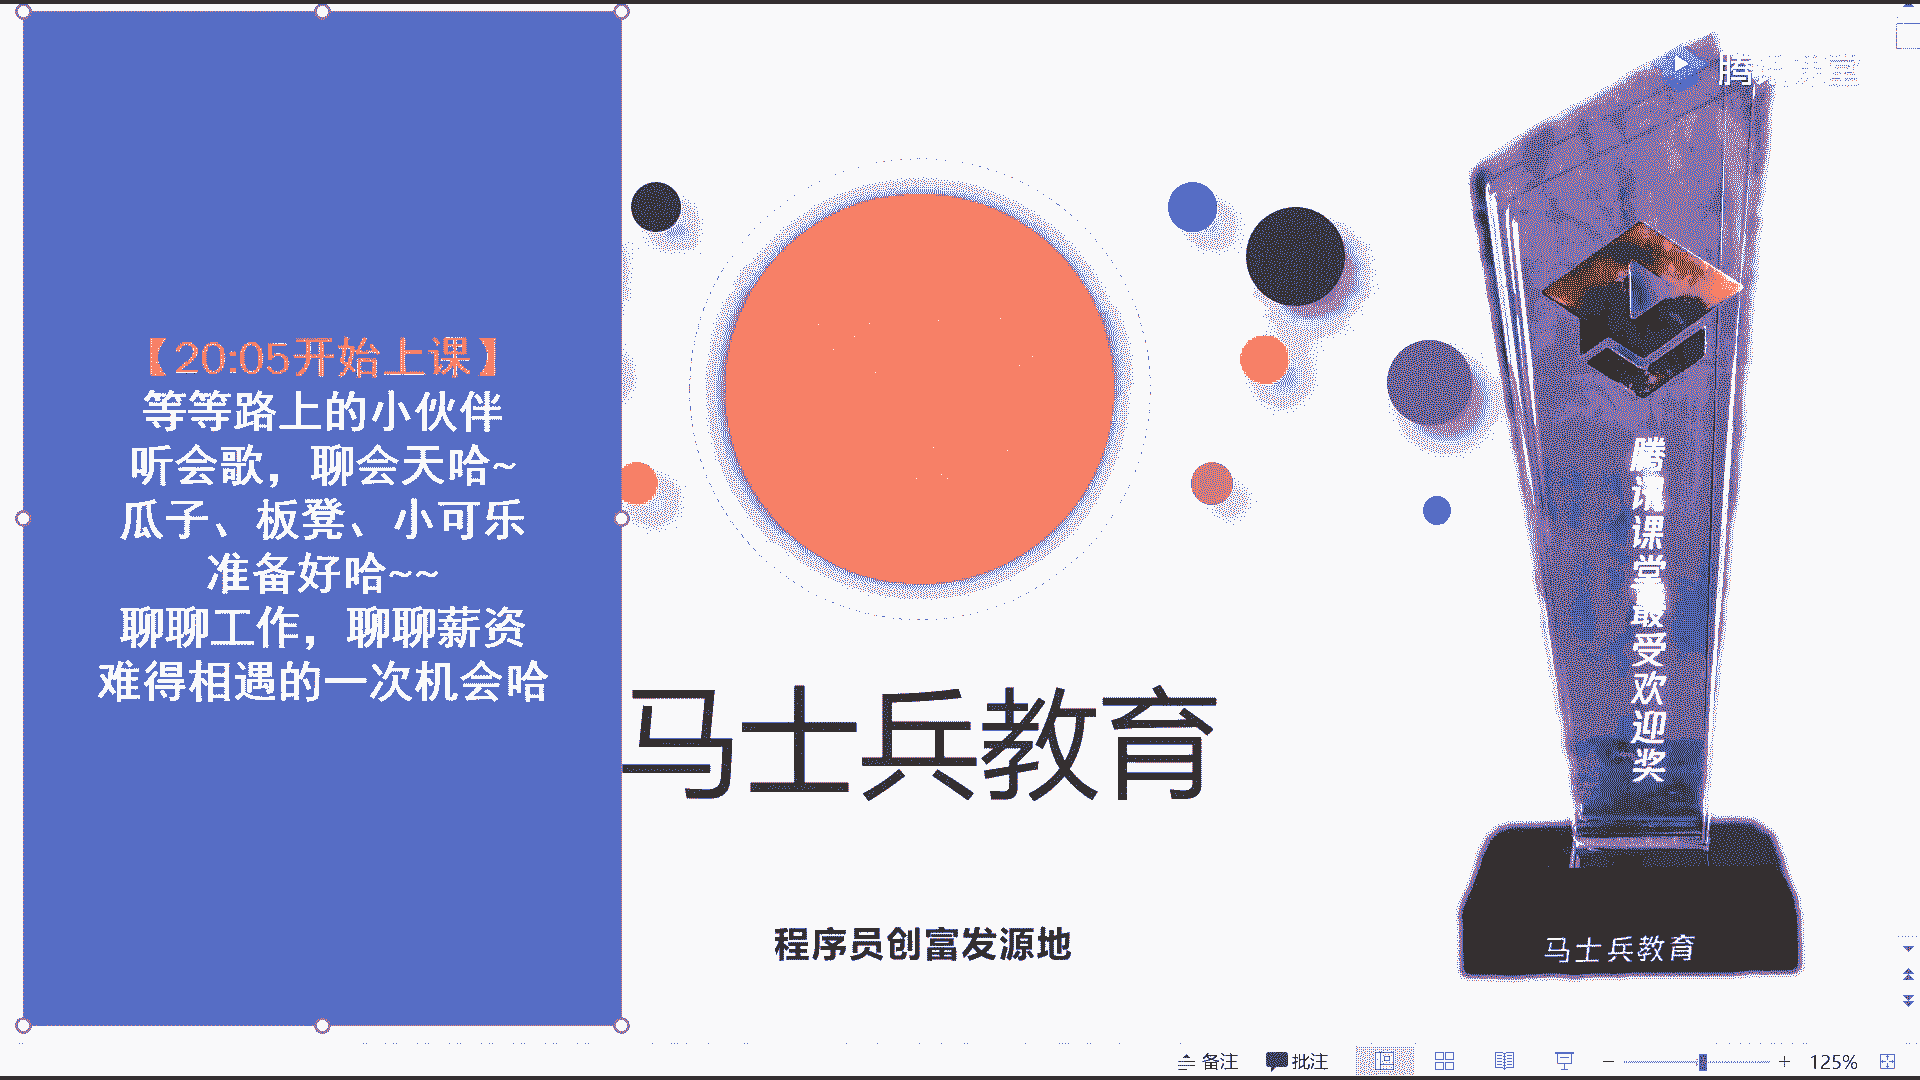 【20:05开始上课】
等等路上的小伙伴
听会歌，聊会天哈~
瓜子、板凳、小可乐
准备好哈~~
聊聊工作，聊聊薪资
难得相遇的一次机会哈
马士兵教育
程序员创富发源地
腾
腾讯课堂最受欢迎奖
马士兵教育
备注
批注
125%